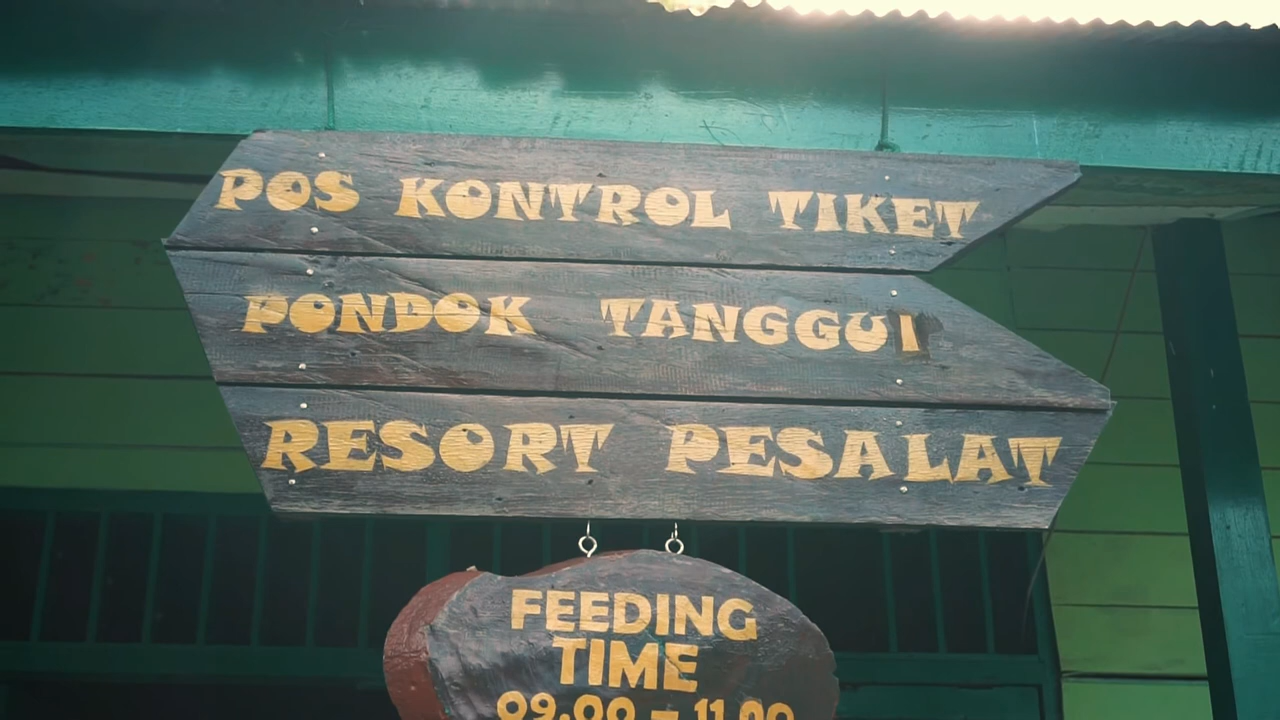 POS KONTROL TIKET
PONDOK TANGGUI
RESORT PESALAT
FEEDING
TIME
09.00 - 11.00